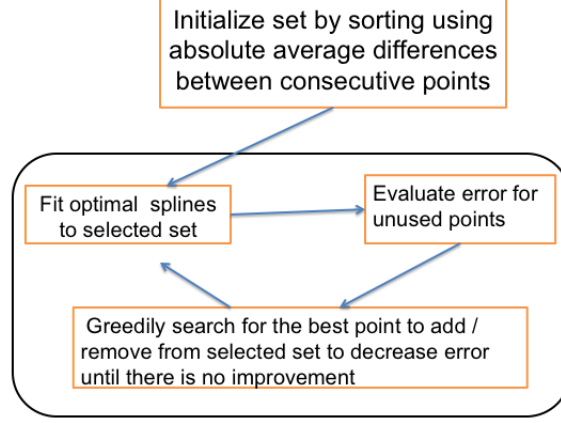 Initialize set by sorting using
absolute average differences
between consecutive points
Fit optimal splines
to selected set
Evaluate error for
unused points
Greedily search for the best point to add /
remove from selected set to decrease error
until there is no improvement